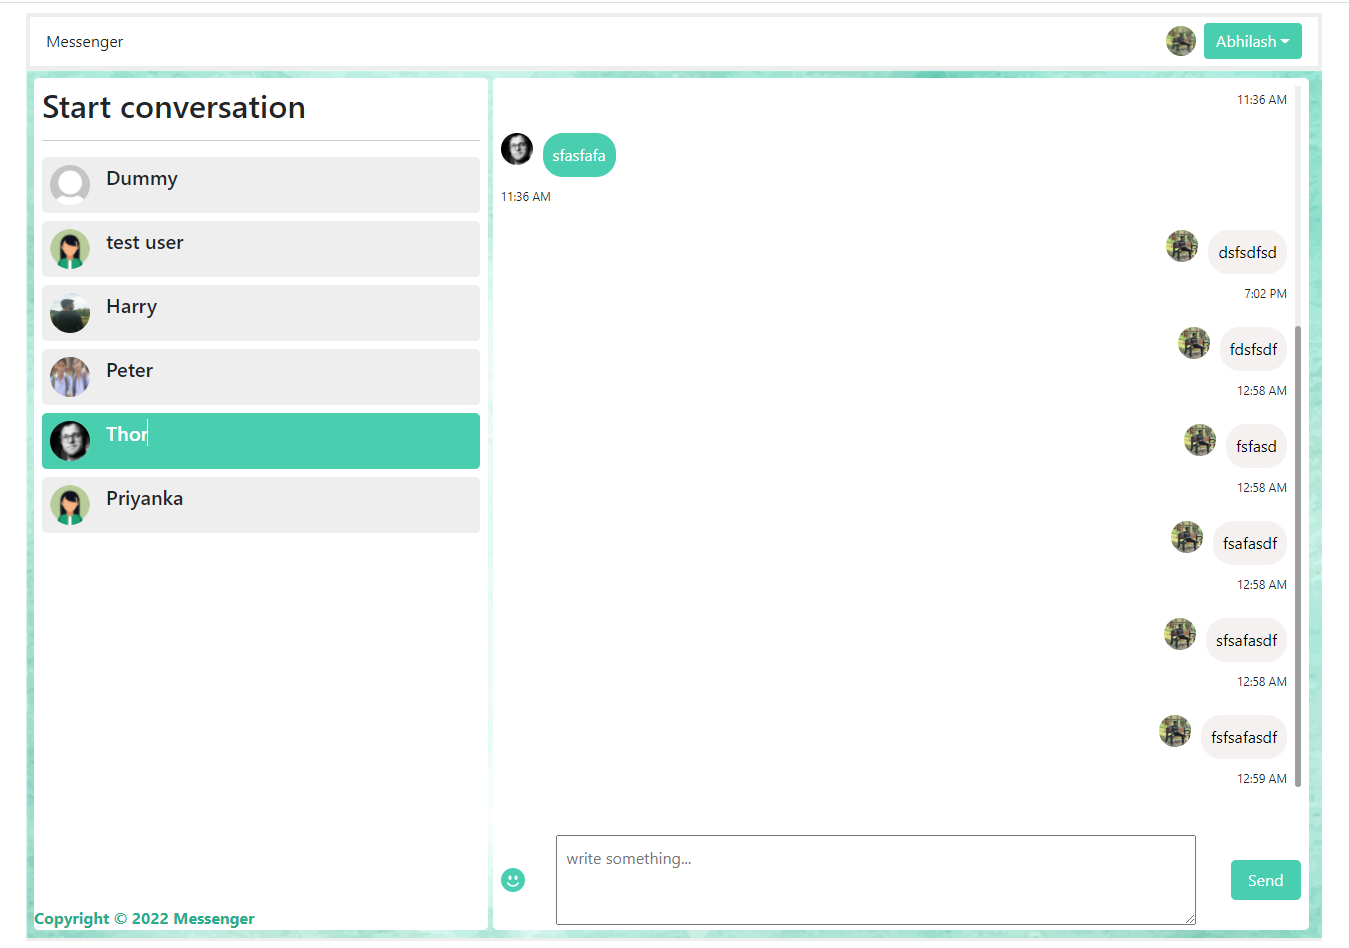 Messenger
Abhilash
Start conversation
Dummy
test user
Harry
Peter
Thor
Priyanka
Copyright © 2022 Messenger
11:36 AM
sfasfafa
11:36 AM
dsfsdfsd
7:02 PM
fdsfsdf
12:58 AM
fsfasd
12:58 AM
fsafasdf
12:58 AM
sfsafasdf
12:58 AM
fsfsafasdf
12:59 AM
write something...
Send